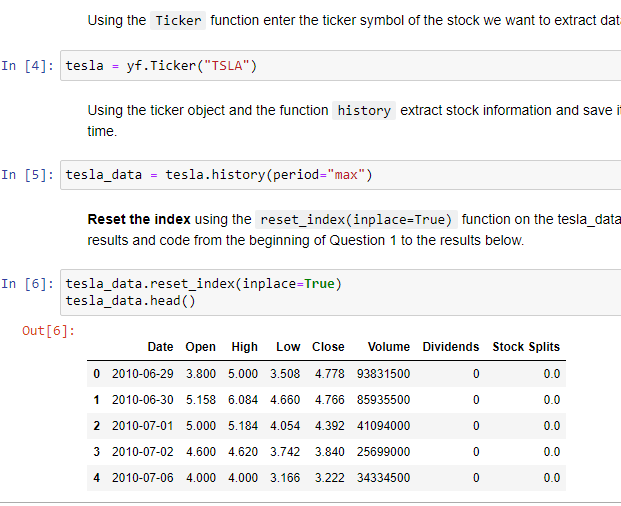 Using the Ticker function enter the ticker symbol of the stock we want to extract dat
In [4]: tesla = yf.Ticker("TSLA")
Using the ticker object and the function history extract stock information and save i
time.
In [5]: tesla_data = tesla.history(period="max")
Reset the index using the reset_index(inplace=True) function on the tesla_data
results and code from the beginning of Question 1 to the results below.
In [6]: tesla_data.reset_index(inplace=True)
tesla_data.head()
Out[6]:
Date Open High Low Close Volume Dividends Stock Splits
0 2010-06-29 3.800 5.000 3.508 4.778 93831500 0 0.0
1 2010-06-30 5.158 6.084 4.660 4.766 85935500 0 0.0
2 2010-07-01 5.000 5.184 4.054 4.392 41094000 0 0.0
3 2010-07-02 4.600 4.620 3.742 3.840 25699000 0 0.0
4 2010-07-06 4.000 4.000 3.166 3.222 34334500 0 0.0